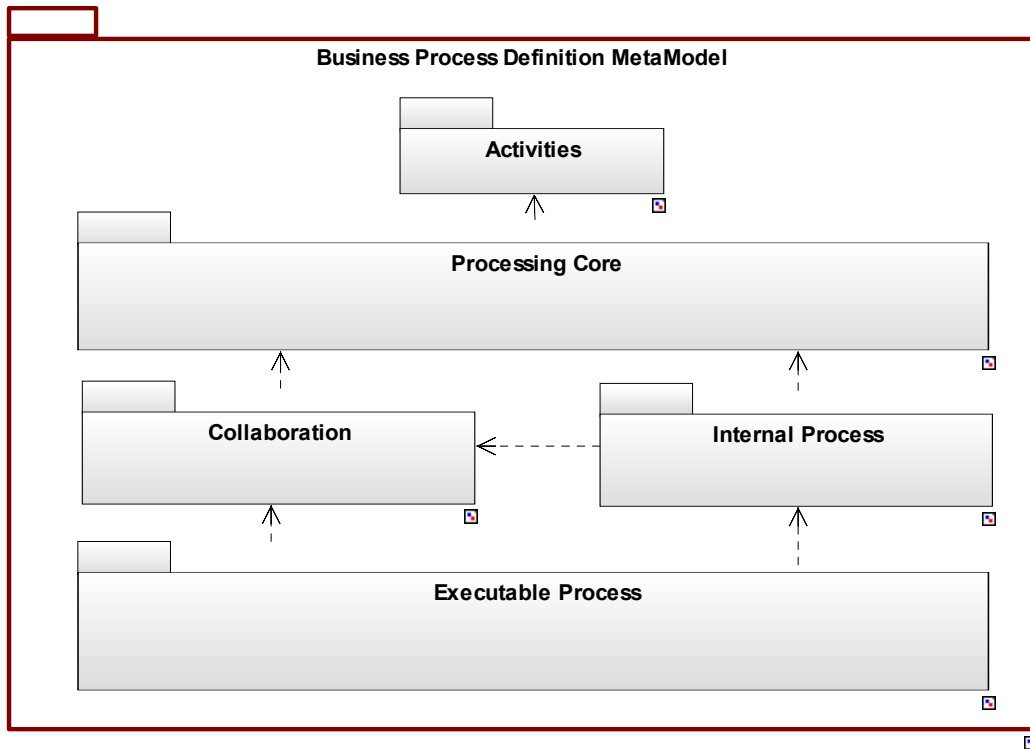 Business Process Definition MetaModel
Activities
Processing Core
Collaboration
Internal Process
Executable Process